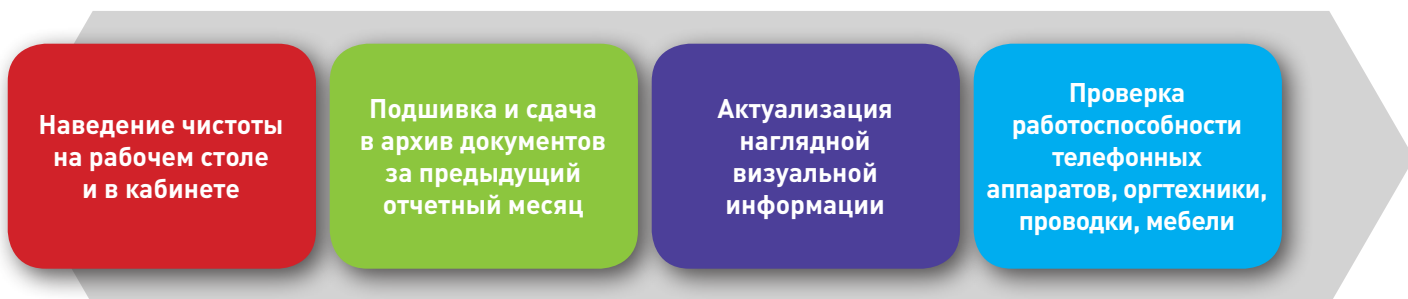 Наведение чистоты
на рабочем столе
и в кабинете
Подшивка и сдача
в архив документов
за предыдущий
отчетный месяц
Актуализация
наглядной
визуальной
информации
Проверка
работоспособности
телефонных
аппаратов, оргтехники,
проводки, мебели